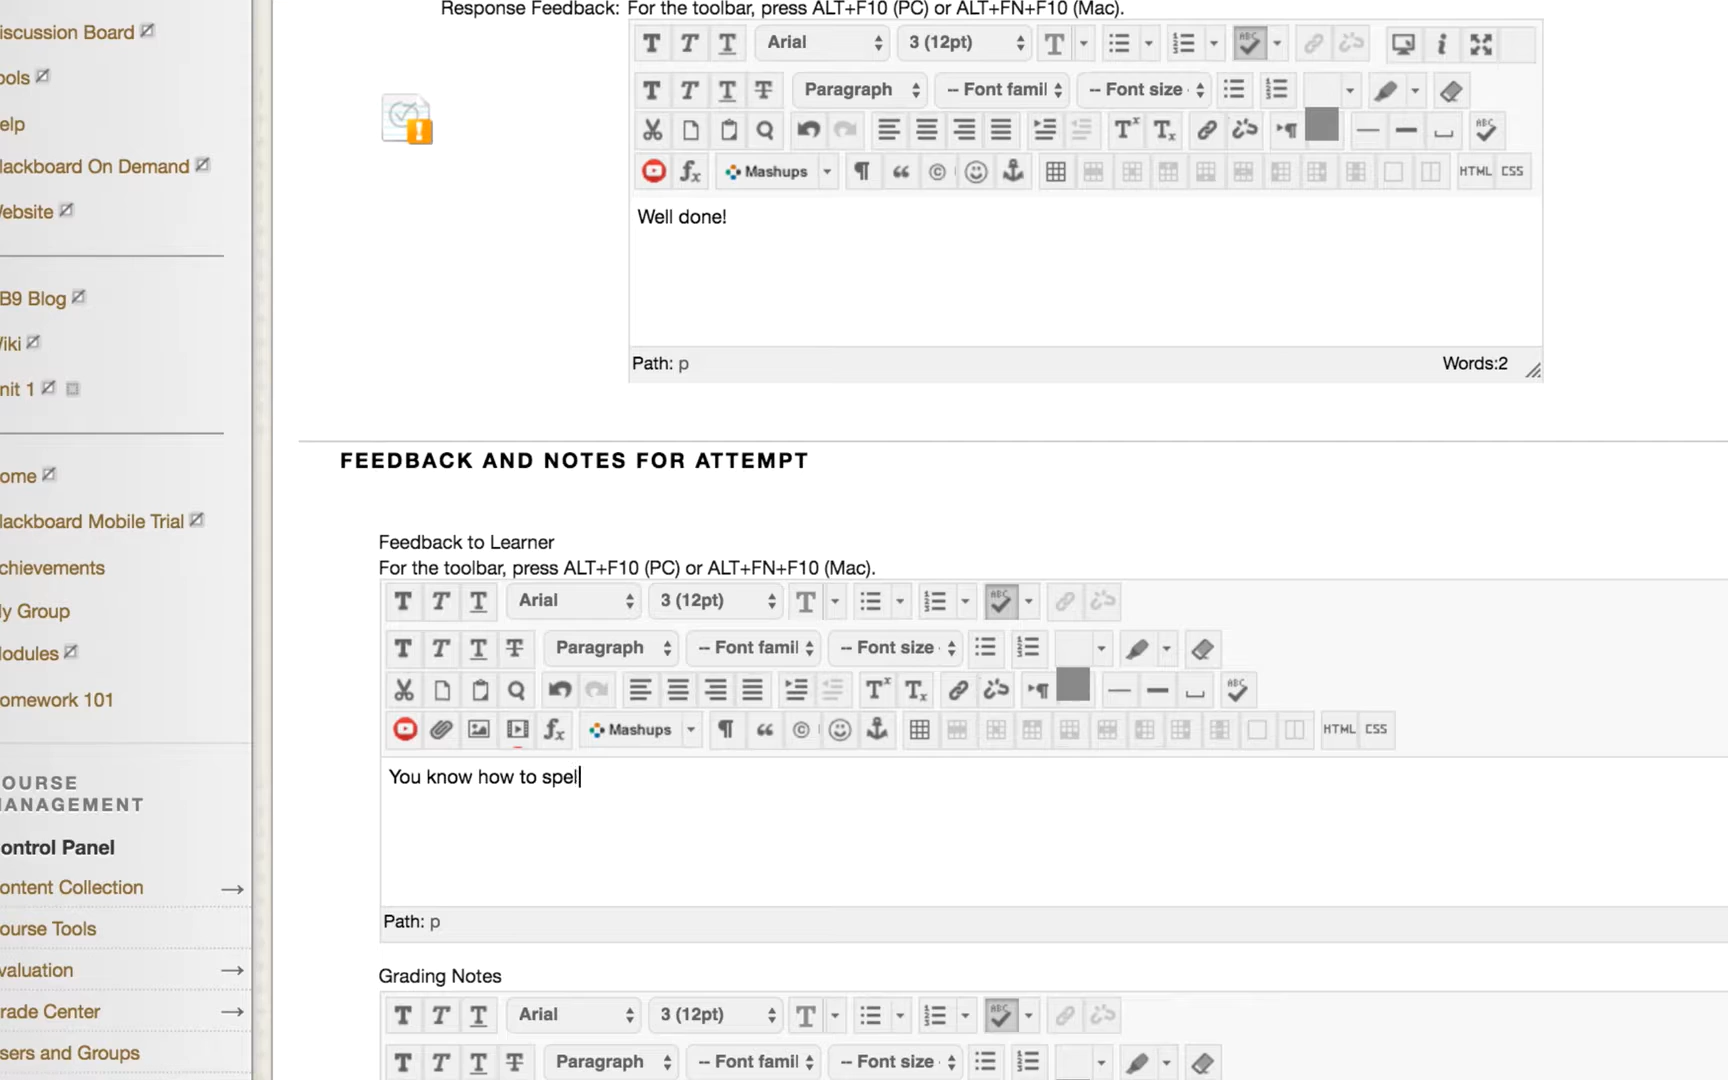 Response Feedback: For the toolbar, press ALT+F10 (PC) or ALT+FN+F10 (Mac).
Arial 3 (12pt)
Paragraph -- Font famil -- Font size
Mashups HTML CSS
Well done!
Path: p Words:2
FEEDBACK AND NOTES FOR ATTEMPT
Feedback to Learner
For the toolbar, press ALT+F10 (PC) or ALT+FN+F10 (Mac).
Arial 3 (12pt)
Paragraph -- Font famil -- Font size
Mashups HTML CSS
You know how to spel
Path: p
Grading Notes
Arial 3 (12pt)
Paragraph -- Font famil -- Font size
iscussion Board
ools
elp
lackboard On Demand
ebsite
B9 Blog
iki
nit 1
ome
lackboard Mobile Trial
chievements
y Group
odules
omework 101
OURSE
MANAGEMENT
ontrol Panel
ontent Collection
ourse Tools
valuation
rade Center
sers and Groups